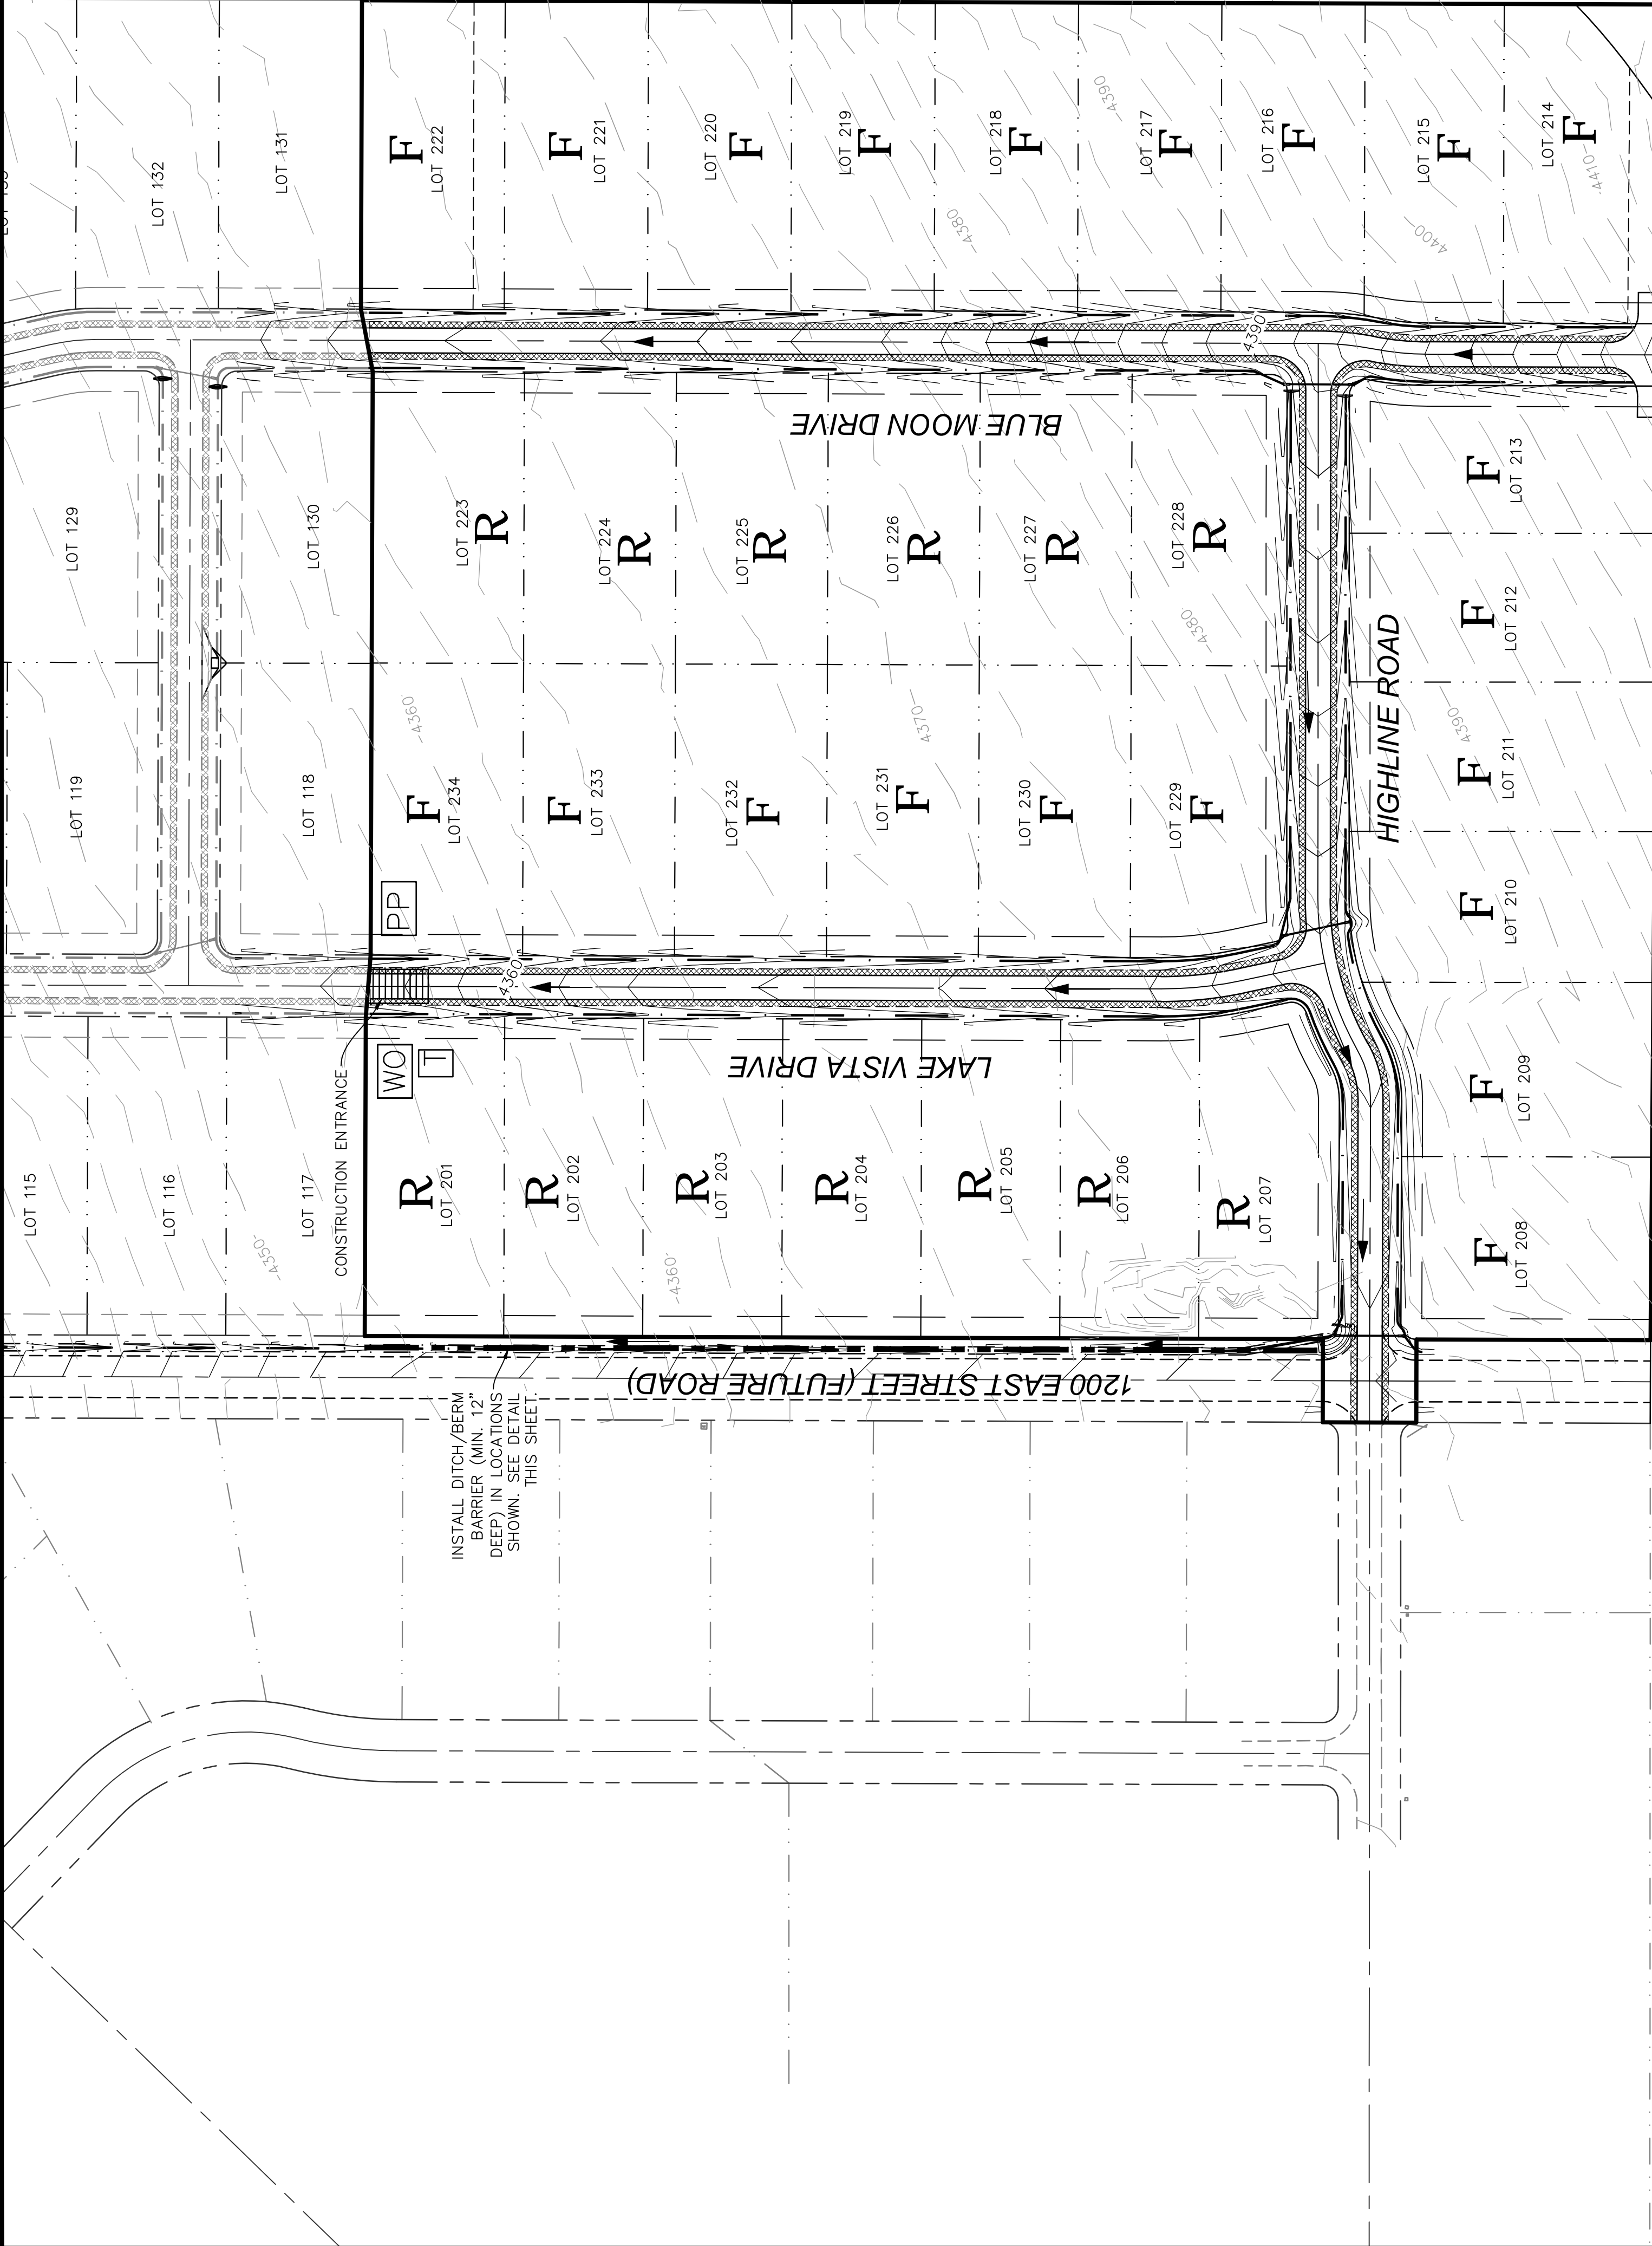 LOT 132
LOT 131
F
LOT 222
F
LOT 221
LOT 220
F
LOT 219
F
LOT 218
F
4390
LOT 217
F
LOT 216
F
LOT 215
F
LOT 214
F
4410
4380
4400
4390
BLUE MOON DRIVE
LOT 129
LOT 130
LOT 223
R
LOT 224
R
LOT 225
R
LOT 226
R
LOT 227
R
LOT 228
R
F
LOT 213
F
LOT 212
4380
HIGHLINE ROAD
4360
4370
4390
LOT 119
LOT 118
F
LOT 234
F
LOT 233
LOT 232
F
LOT 231
F
LOT 230
F
LOT 229
F
F
LOT 211
F
LOT 210
PP
4360
WO
T
LAKE VISTA DRIVE
CONSTRUCTION ENTRANCE
F
LOT 209
LOT 115
LOT 116
LOT 117
R
LOT 201
R
LOT 202
R
LOT 203
R
LOT 204
R
LOT 205
R
LOT 206
R
LOT 207
F
LOT 208
4350
4360
1200 EAST STREET (FUTURE ROAD)
INSTALL DITCH/BERM
BARRIER (MIN. 12"
DEEP) IN LOCATIONS
SHOWN. SEE DETAIL
THIS SHEET.